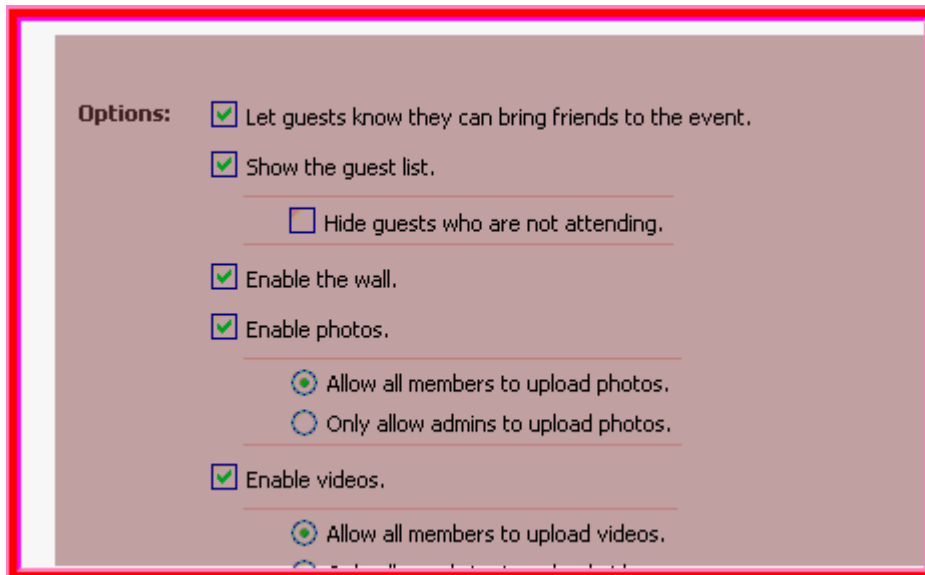 Options: Let guests know they can bring friends to the event.
Show the guest list.
Hide guests who are not attending.
Enable the wall.
Enable photos.
Allow all members to upload photos.
Only allow admins to upload photos.
Enable videos.
Allow all members to upload videos.